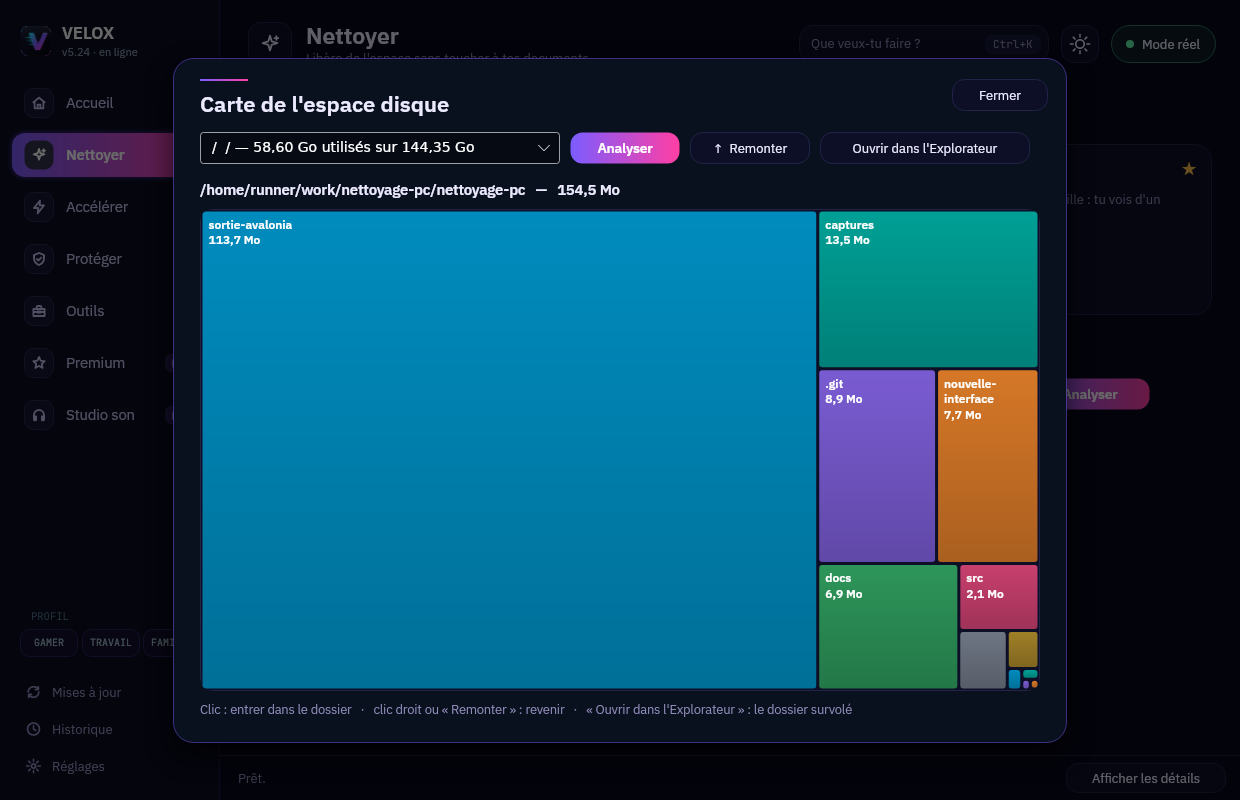 VELOX
v5.24 · en ligne
Accueil
Nettoyer
Accélérer
Protéger
Outils
Premium
Studio son
PROFIL
GAMER
TRAVAIL
Mises à jour
Historique
Réglages
Nettoyer
Libère de l'espace sans toucher à tes documents.
Que veux-tu faire ?
Ctrl+K
Mode réel
Carte de l'espace disque
Fermer
/ / — 58,60 Go utilisés sur 144,35 Go
Analyser
↑ Remonter
Ouvrir dans l'Explorateur
/home/runner/work/nettoyage-pc/nettoyage-pc — 154,5 Mo
sortie-avalonia
113,7 Mo
captures
13,5 Mo
.git
8,9 Mo
nouvelle-
interface
7,7 Mo
docs
6,9 Mo
src
2,1 Mo
Clic : entrer dans le dossier · clic droit ou « Remonter » : revenir · « Ouvrir dans l'Explorateur » : le dossier survolé
: tu vois d'un
Analyser
Prêt.
Afficher les détails